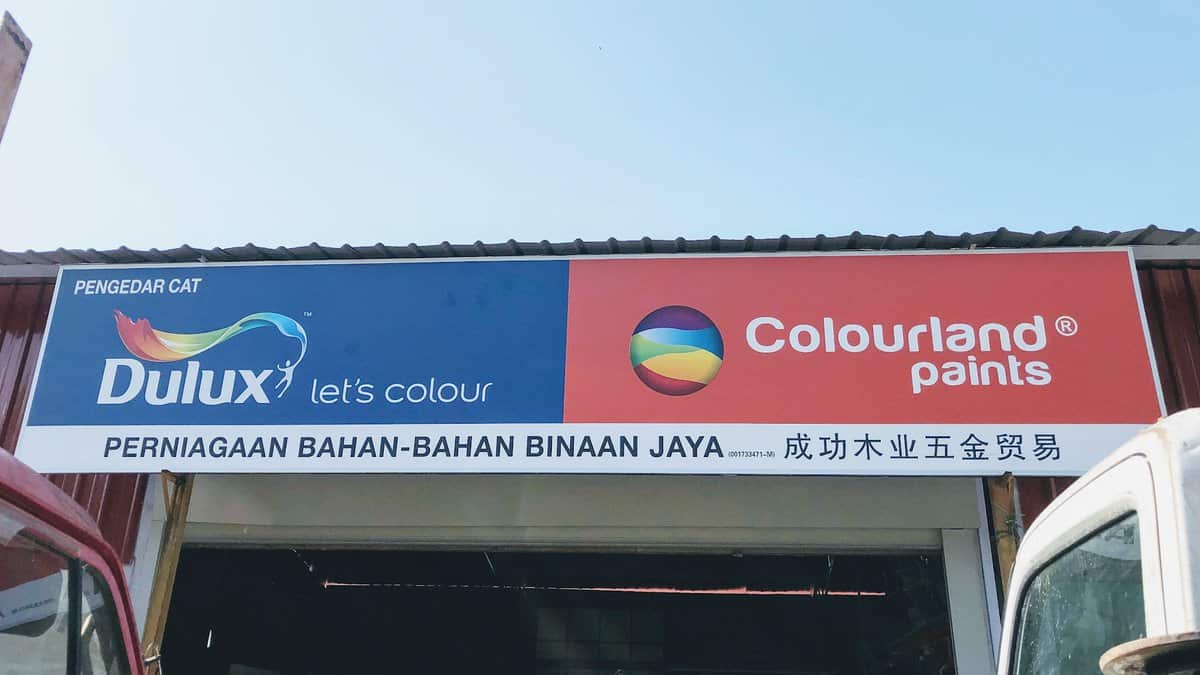 PENGEDAR CAT
Dulux™ let's colour
Colourland®
paints
PERNIAGAAN BAHAN-BAHAN BINAAN JAYA (001733471-M) 成功木业五金贸易